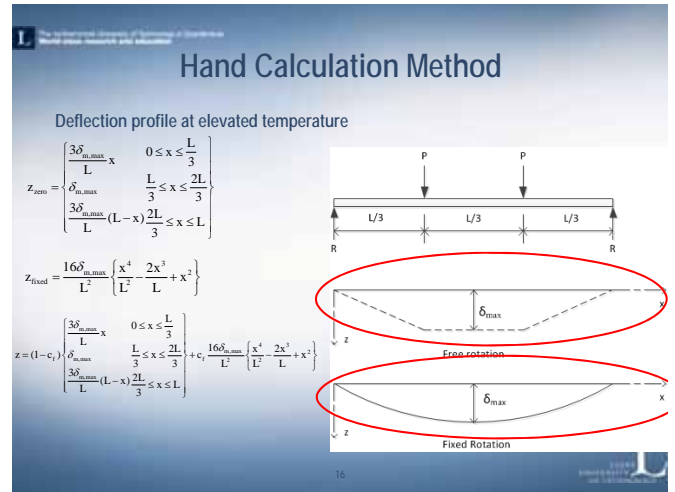 L
Hand Calculation Method
Deflection profile at elevated temperature
z_zero = { 3δ_m,max/L x 0 ≤ x ≤ L/3
δ_m,max L/3 ≤ x ≤ 2L/3
3δ_m,max/L (L−x) 2L/3 ≤ x ≤ L }
z_fixed = 16δ_m,max/L² { x⁴/L² − 2x³/L + x² }
z = (1−c_f) { 3δ_m,max/L x 0 ≤ x ≤ L/3
δ_m,max L/3 ≤ x ≤ 2L/3
3δ_m,max/L (L−x) 2L/3 ≤ x ≤ L } + c_f 16δ_m,max/L² { x⁴/L² − 2x³/L + x² }
P P
L/3 L/3 L/3
R R
x
δmax
z
Free rotation
x
δmax
z
Fixed Rotation
16